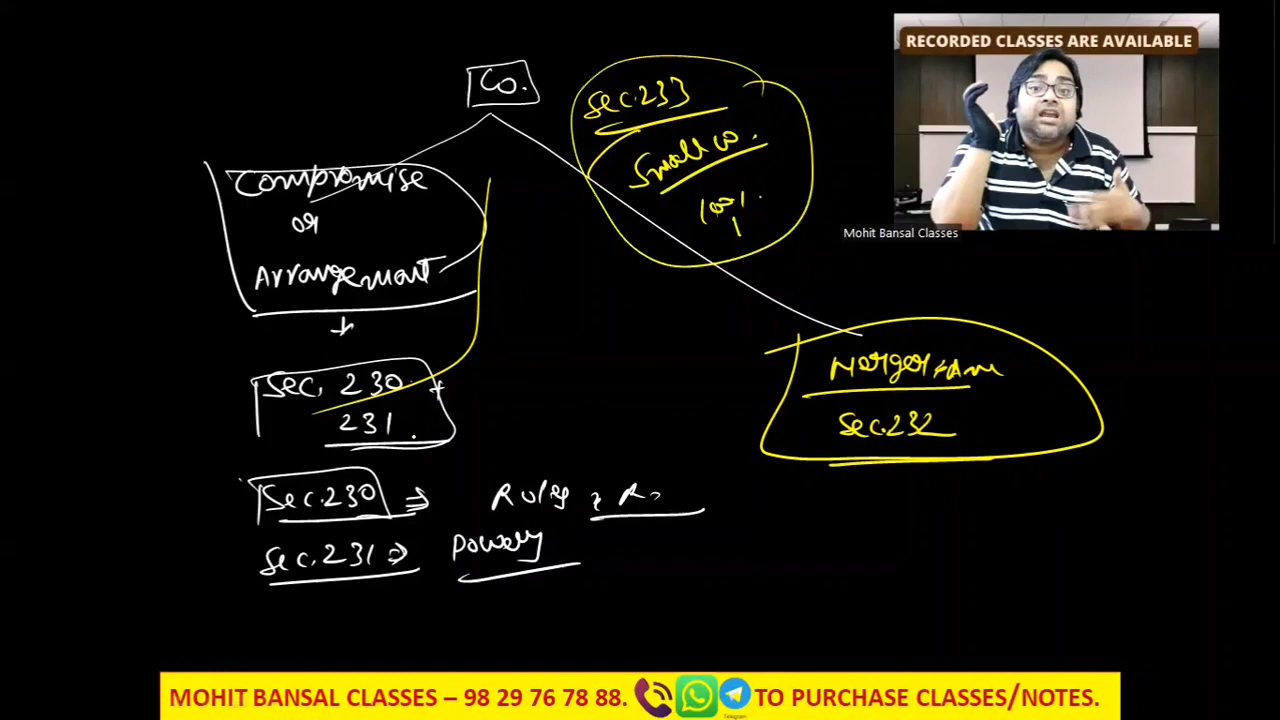 RECORDED CLASSES ARE AVAILABLE
Mohit Bansal Classes
Co.
Sec.233
Small co.
100%
Compromise
or
Arrangement
Sec. 230 +
231.
Merger + Am
Sec.232
Sec.230 ⇒ Rules + R
Sec.231 ⇒ Powers
MOHIT BANSAL CLASSES – 98 29 76 78 88. TO PURCHASE CLASSES/NOTES.
Telegram